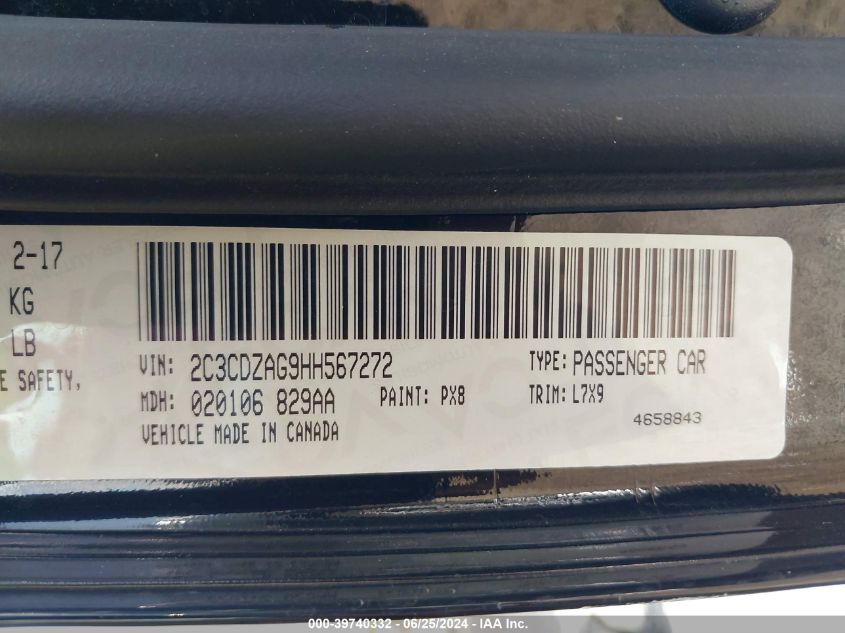 2-17
KG
LB
E SAFETY,
VIN: 2C3CDZAG9HH567272
TYPE: PASSENGER CAR
MDH: 020106 829AA
PAINT: PX8
TRIM: L7X9
VEHICLE MADE IN CANADA
4658843
000-39740332 - 06/25/2024 - IAA Inc.